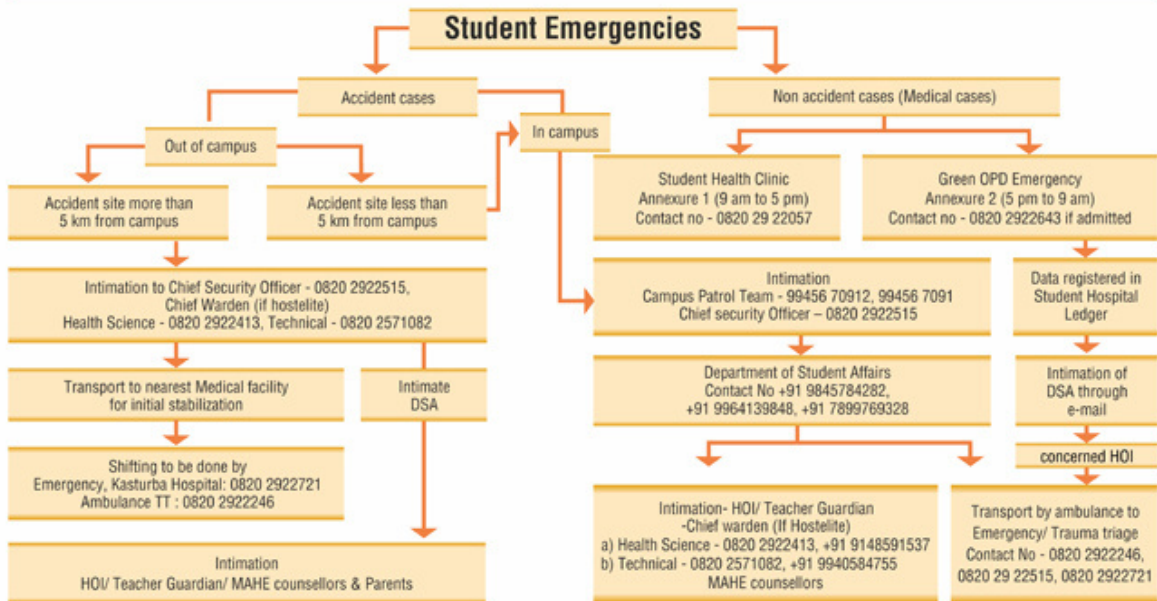 Student Emergencies
Accident cases
Non accident cases (Medical cases)
Out of campus
In campus
Accident site more than
5 km from campus
Accident site less than
5 km from campus
Student Health Clinic
Annexure 1 (9 am to 5 pm)
Contact no - 0820 29 22057
Green OPD Emergency
Annexure 2 (5 pm to 9 am)
Contact no - 0820 2922643 if admitted
Intimation to Chief Security Officer - 0820 2922515,
Chief Warden (if hostelite)
Health Science - 0820 2922413, Technical - 0820 2571082
Intimation
Campus Patrol Team - 99456 70912, 99456 7091
Chief security Officer – 0820 2922515
Data registered in
Student Hospital
Ledger
Transport to nearest Medical facility
for initial stabilization
Intimate
DSA
Department of Student Affairs
Contact No +91 9845784282,
+91 9964139848, +91 7899769328
Intimation of
DSA through
e-mail
concerned HOI
Shifting to be done by
Emergency, Kasturba Hospital: 0820 2922721
Ambulance TT : 0820 2922246
Intimation- HOI/ Teacher Guardian
-Chief warden (If Hostelite)
a) Health Science - 0820 2922413, +91 9148591537
b) Technical - 0820 2571082, +91 9940584755
MAHE counsellors
Transport by ambulance to
Emergency/ Trauma triage
Contact No - 0820 2922246,
0820 29 22515, 0820 2922721
Intimation
HOI/ Teacher Guardian/ MAHE counsellors & Parents